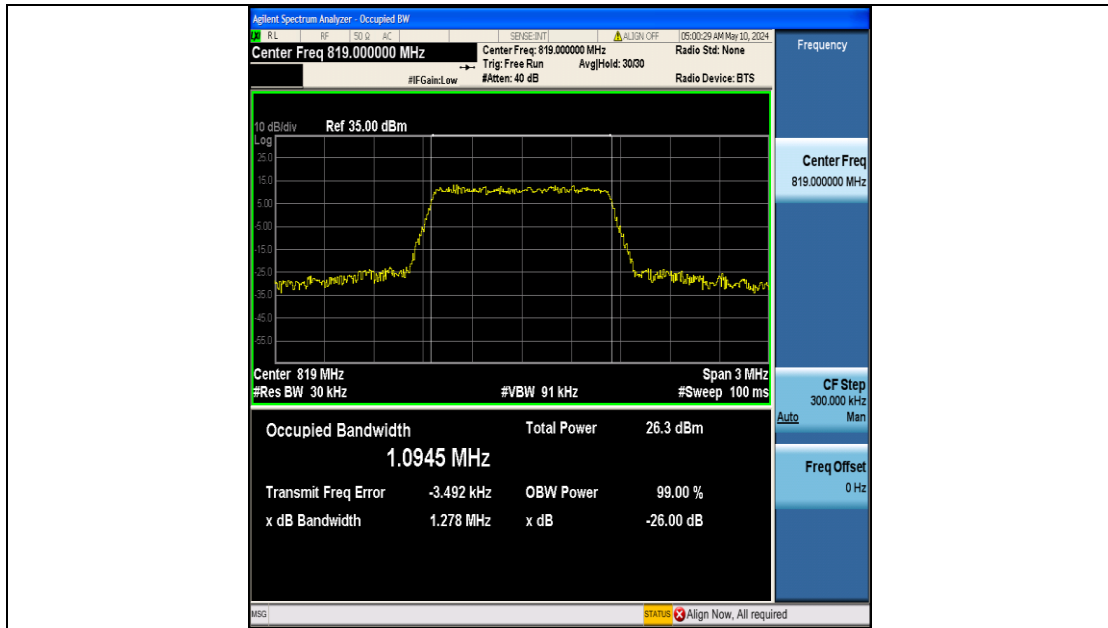 Agilent Spectrum Analyzer - Occupied BW
RL RF 50 Ω AC SENSE:INT ALIGN OFF 05:00:29 AM May 10, 2024
Center Freq 819.000000 MHz
Center Freq: 819.000000 MHz
Radio Std: None
Trig: Free Run Avg|Hold: 30/30
#IFGain:Low
#Atten: 40 dB
Radio Device: BTS
Frequency
10 dB/div Ref 35.00 dBm
Log
25.0
15.0
5.00
-5.00
-15.0
-25.0
-35.0
-45.0
-55.0
Center 819 MHz
Span 3 MHz
#Res BW 30 kHz
#VBW 91 kHz
#Sweep 100 ms
Center Freq
819.000000 MHz
CF Step
300.000 kHz
Auto Man
Freq Offset
0 Hz
Occupied Bandwidth
1.0945 MHz
Total Power 26.3 dBm
Transmit Freq Error -3.492 kHz OBW Power 99.00 %
x dB Bandwidth 1.278 MHz x dB -26.00 dB
MSG
STATUS Align Now, All required